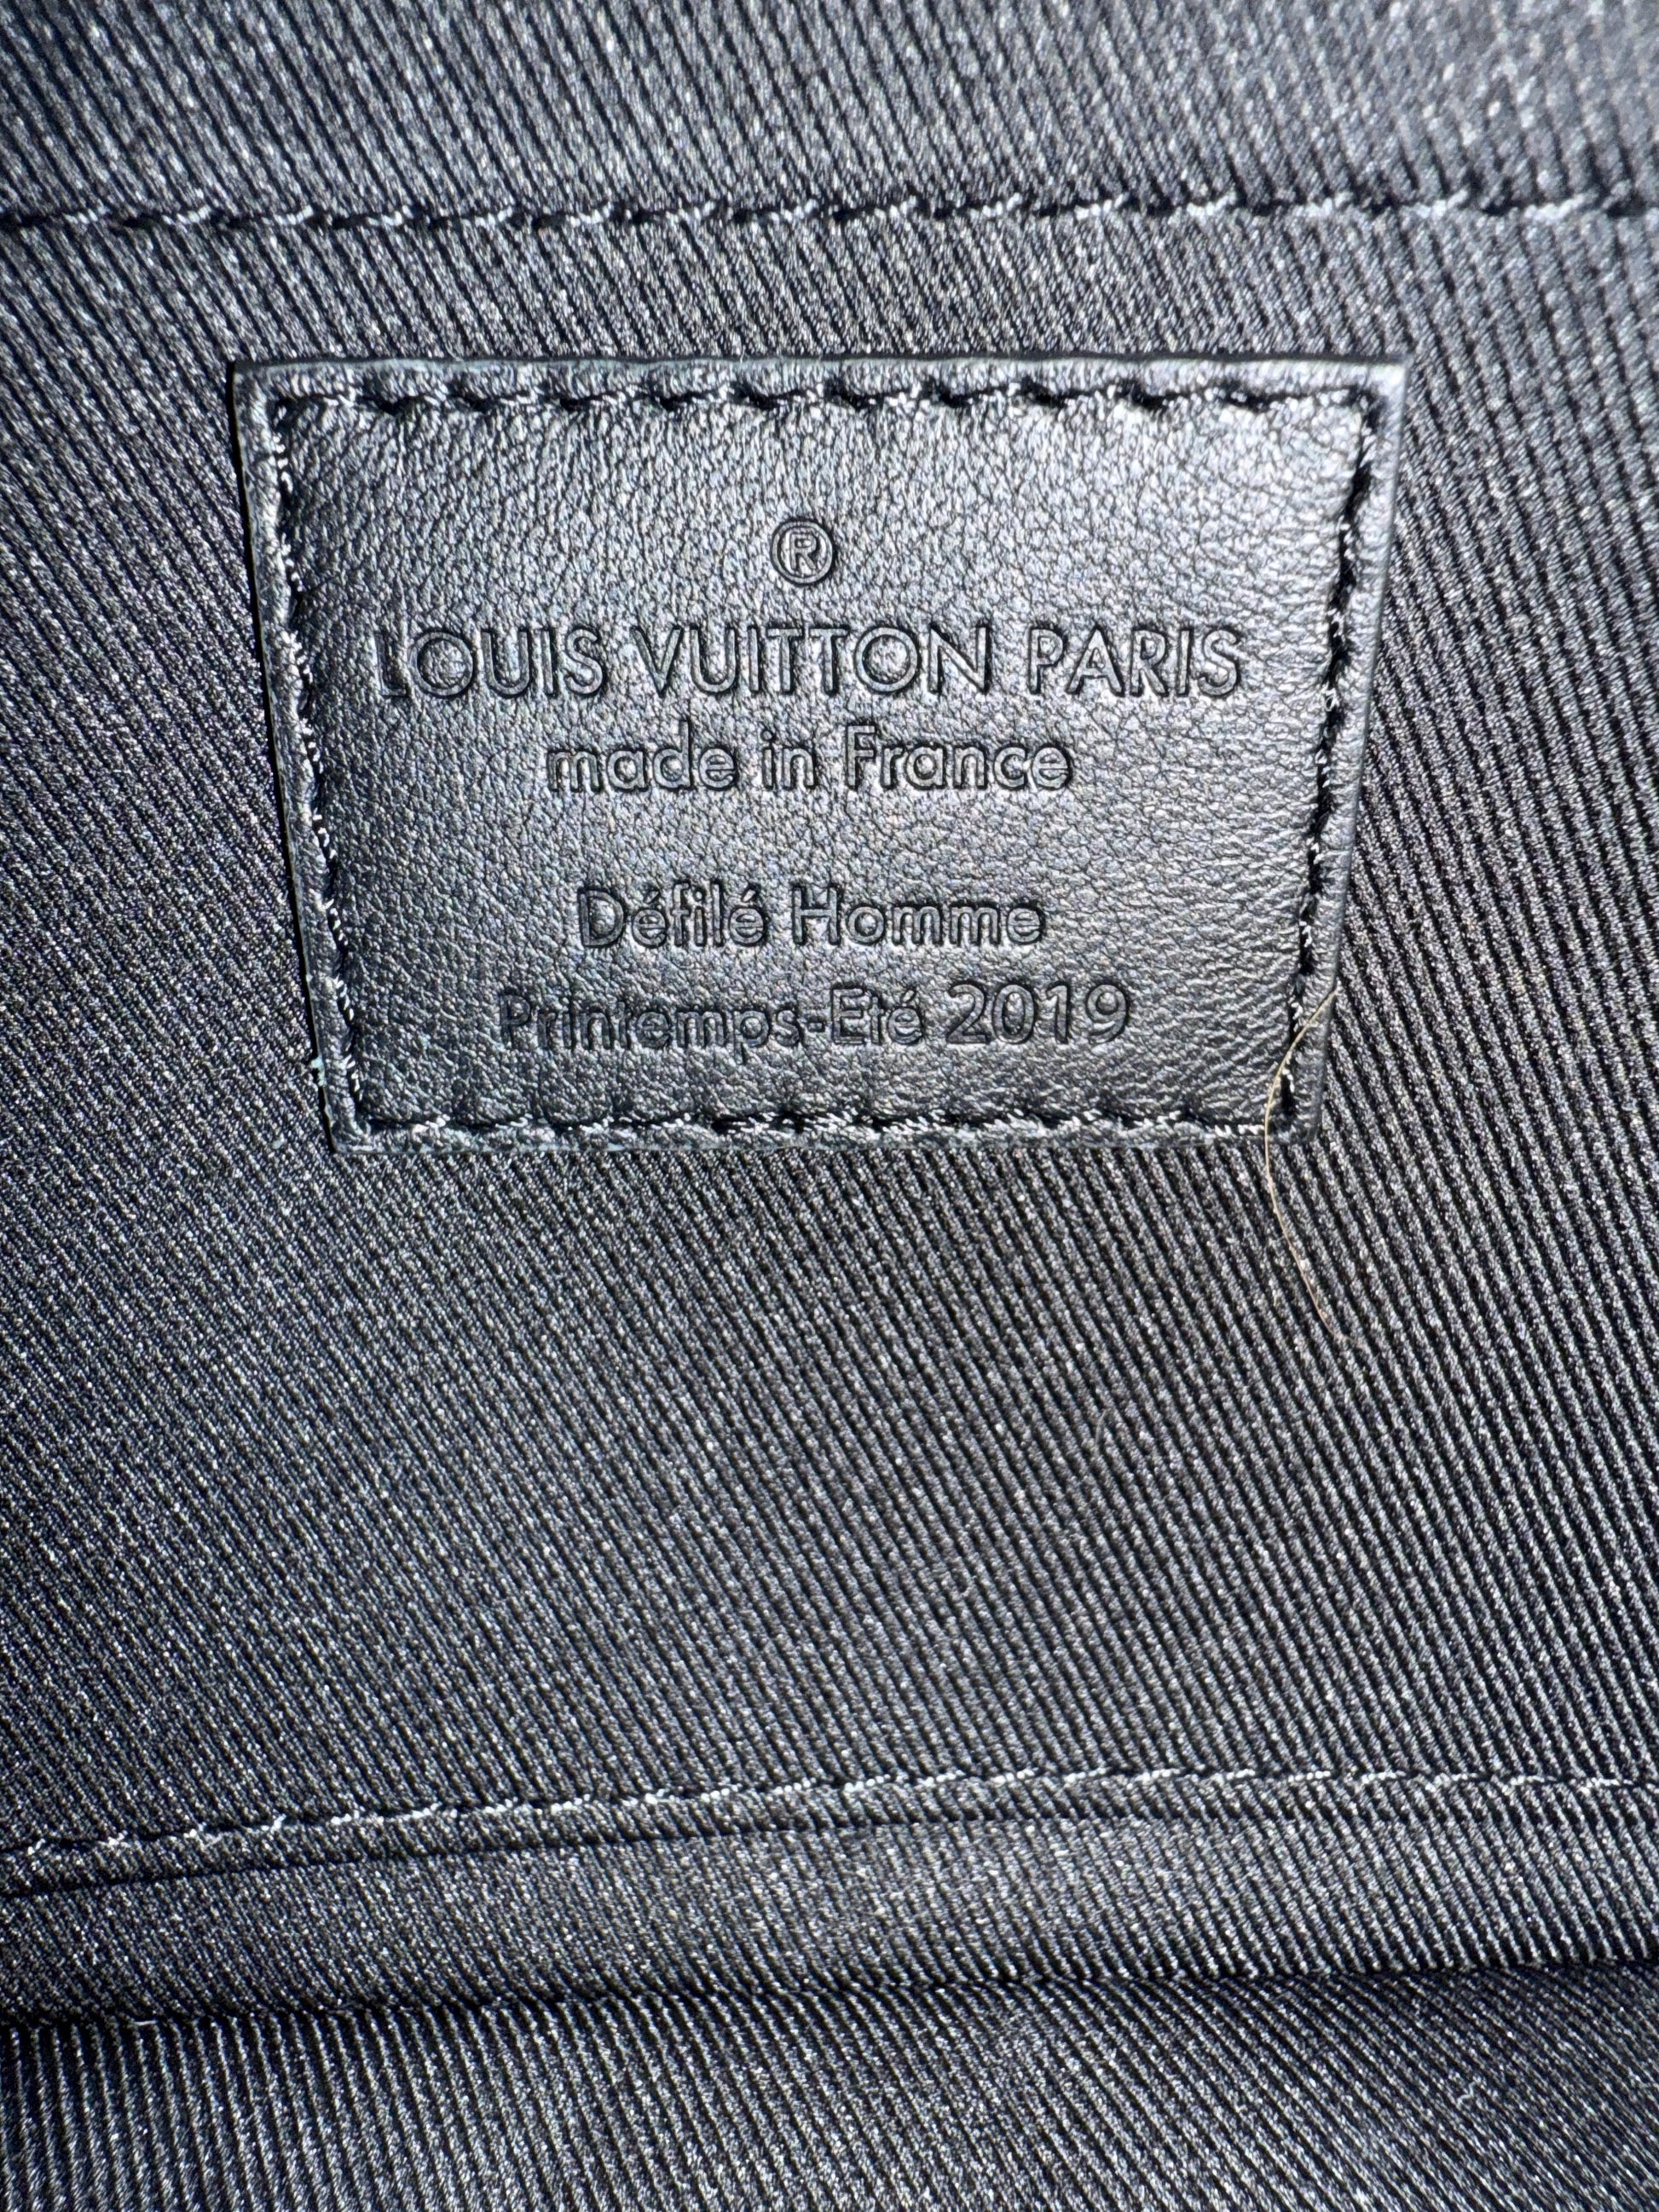 ®
LOUIS VUITTON PARIS
made in France
Défilé Homme
Printemps-Eté 2019